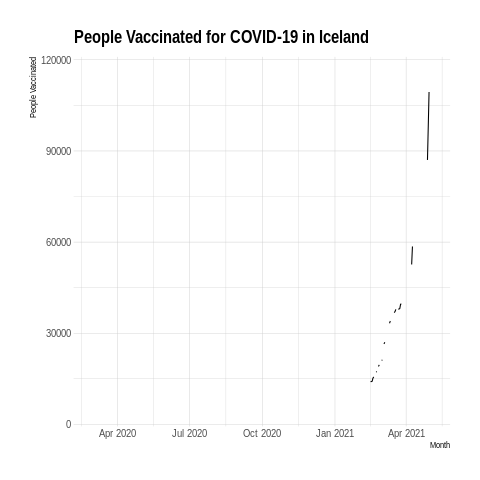 People Vaccinated for COVID-19 in Iceland
People Vaccinated
120000
90000
60000
30000
0
Apr 2020 Jul 2020 Oct 2020 Jan 2021 Apr 2021
Month